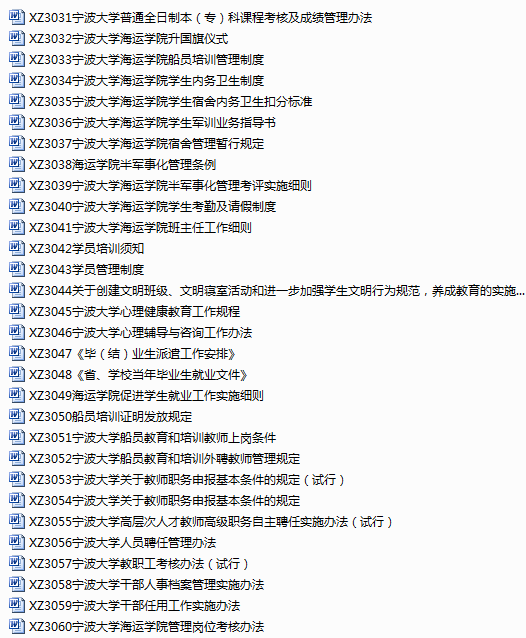 XZ3031宁波大学普通全日制本（专）科课程考核及成绩管理办法
XZ3032宁波大学海运学院升国旗仪式
XZ3033宁波大学海运学院船员培训管理制度
XZ3034宁波大学海运学院学生内务卫生制度
XZ3035宁波大学海运学院学生宿舍内务卫生扣分标准
XZ3036宁波大学海运学院学生军训业务指导书
XZ3037宁波大学海运学院宿舍管理暂行规定
XZ3038海运学院半军事化管理条例
XZ3039宁波大学海运学院半军事化管理考评实施细则
XZ3040宁波大学海运学院学生考勤及请假制度
XZ3041宁波大学海运学院班主任工作细则
XZ3042学员培训须知
XZ3043学员管理制度
XZ3044关于创建文明班级、文明寝室活动和进一步加强学生文明行为规范，养成教育的实施...
XZ3045宁波大学心理健康教育工作规程
XZ3046宁波大学心理辅导与咨询工作办法
XZ3047《毕（结）业生派遣工作安排》
XZ3048《省、学校当年毕业生就业文件》
XZ3049海运学院促进学生就业工作实施细则
XZ3050船员培训证明发放规定
XZ3051宁波大学船员教育和培训教师上岗条件
XZ3052宁波大学船员教育和培训外聘教师管理规定
XZ3053宁波大学关于教师职务申报基本条件的规定（试行）
XZ3054宁波大学关于教师职务申报基本条件的规定
XZ3055宁波大学高层次人才教师高级职务自主聘任实施办法（试行）
XZ3056宁波大学人员聘任管理办法
XZ3057宁波大学教职工考核办法（试行）
XZ3058宁波大学干部人事档案管理实施办法
XZ3059宁波大学干部任用工作实施办法
XZ3060宁波大学海运学院管理岗位考核办法